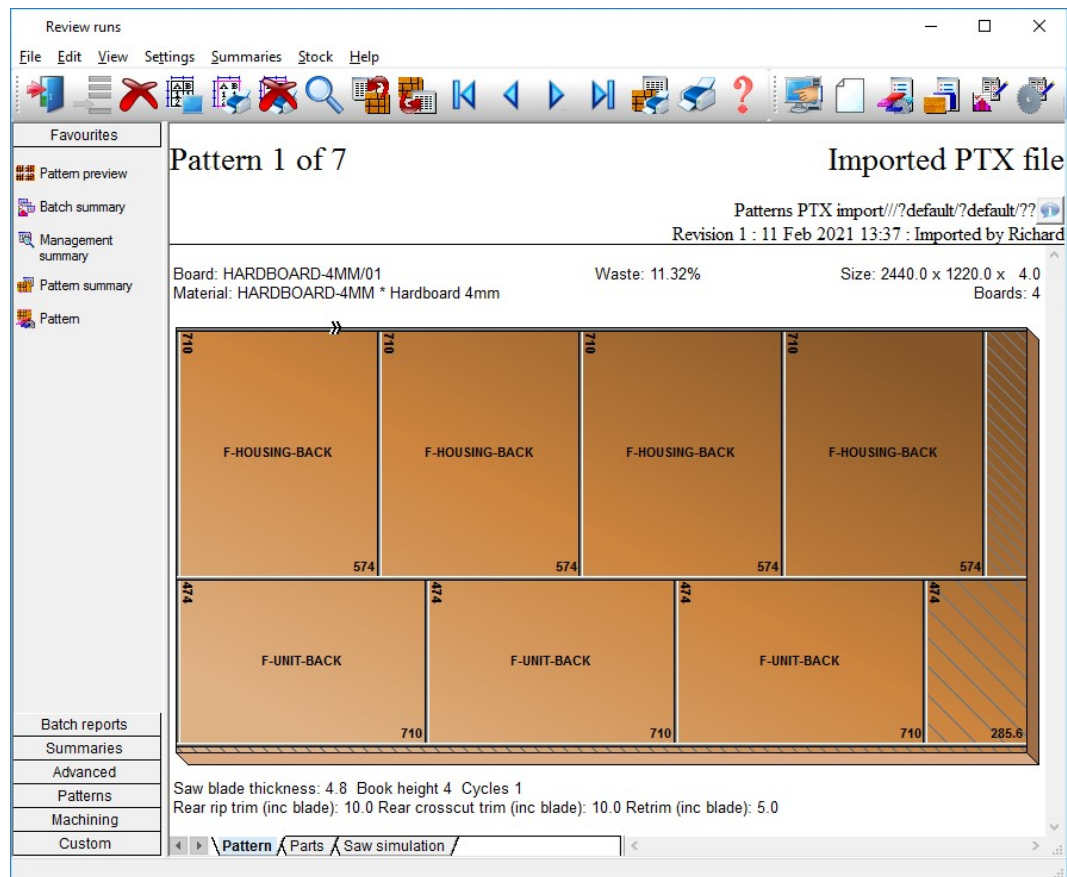 Review runs
File Edit View Settings Summaries Stock Help
Favourites
Pattern preview
Batch summary
Management
summary
Pattern summary
Pattern
Batch reports
Summaries
Advanced
Patterns
Machining
Custom
Pattern 1 of 7
Imported PTX file
Patterns PTX import///?default/?default/??
Revision 1 : 11 Feb 2021 13:37 : Imported by Richard
Board: HARDBOARD-4MM/01
Waste: 11.32%
Size: 2440.0 x 1220.0 x 4.0
Material: HARDBOARD-4MM * Hardboard 4mm
Boards: 4
710 710 710 710
F-HOUSING-BACK F-HOUSING-BACK F-HOUSING-BACK F-HOUSING-BACK
574 574 574 574
474 474 474 474
F-UNIT-BACK F-UNIT-BACK F-UNIT-BACK
710 710 710 285.6
Saw blade thickness: 4.8 Book height 4 Cycles 1
Rear rip trim (inc blade): 10.0 Rear crosscut trim (inc blade): 10.0 Retrim (inc blade): 5.0
Pattern Parts Saw simulation